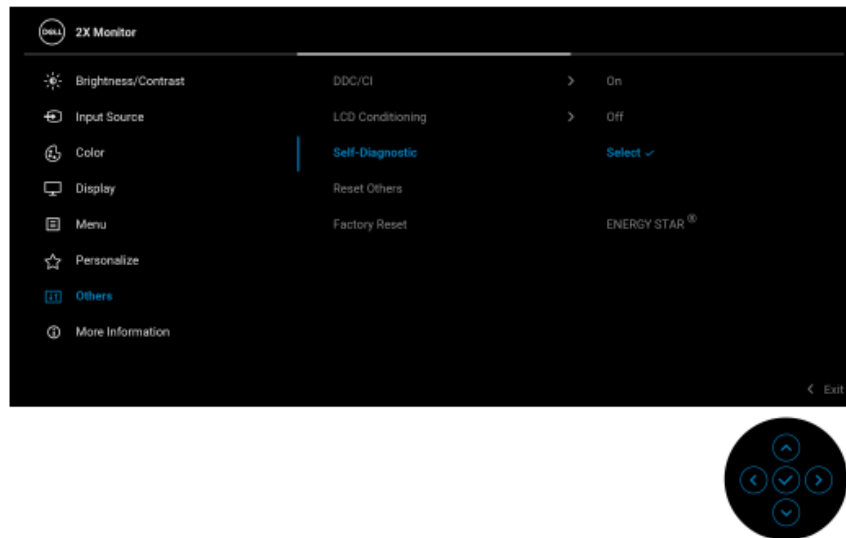 DELL 2X Monitor
Brightness/Contrast DDC/CI On
Input Source LCD Conditioning Off
Color Self-Diagnostic Select
Display Reset Others
Menu Factory Reset ENERGY STAR®
Personalize
Others
More Information
Exit